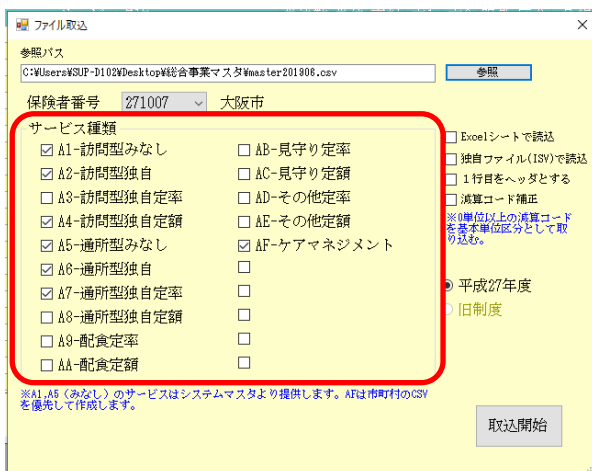 ファイル取込
参照パス
C:¥Users¥SUP-D102¥Desktop¥総合事業マスタ¥master201906.csv
参照
保険者番号 271007 大阪市
サービス種類
A1-訪問型みなし
A2-訪問型独自
A3-訪問型独自定率
A4-訪問型独自定額
A5-通所型みなし
A6-通所型独自
A7-通所型独自定率
A8-通所型独自定額
A9-配食定率
AA-配食定額
AB-見守り定率
AC-見守り定額
AD-その他定率
AE-その他定額
AF-ケアマネジメント
Excelシートで読込
独自ファイル(ISV)で読込
1行目をヘッダとする
減算コード補正
※0単位以上の減算コード
を基本単位区分として取
り込む。
平成27年度
旧制度
※A1,A5（みなし）のサービスはシステムマスタより提供します。AFは市町村のCSV
を優先して作成します。
取込開始